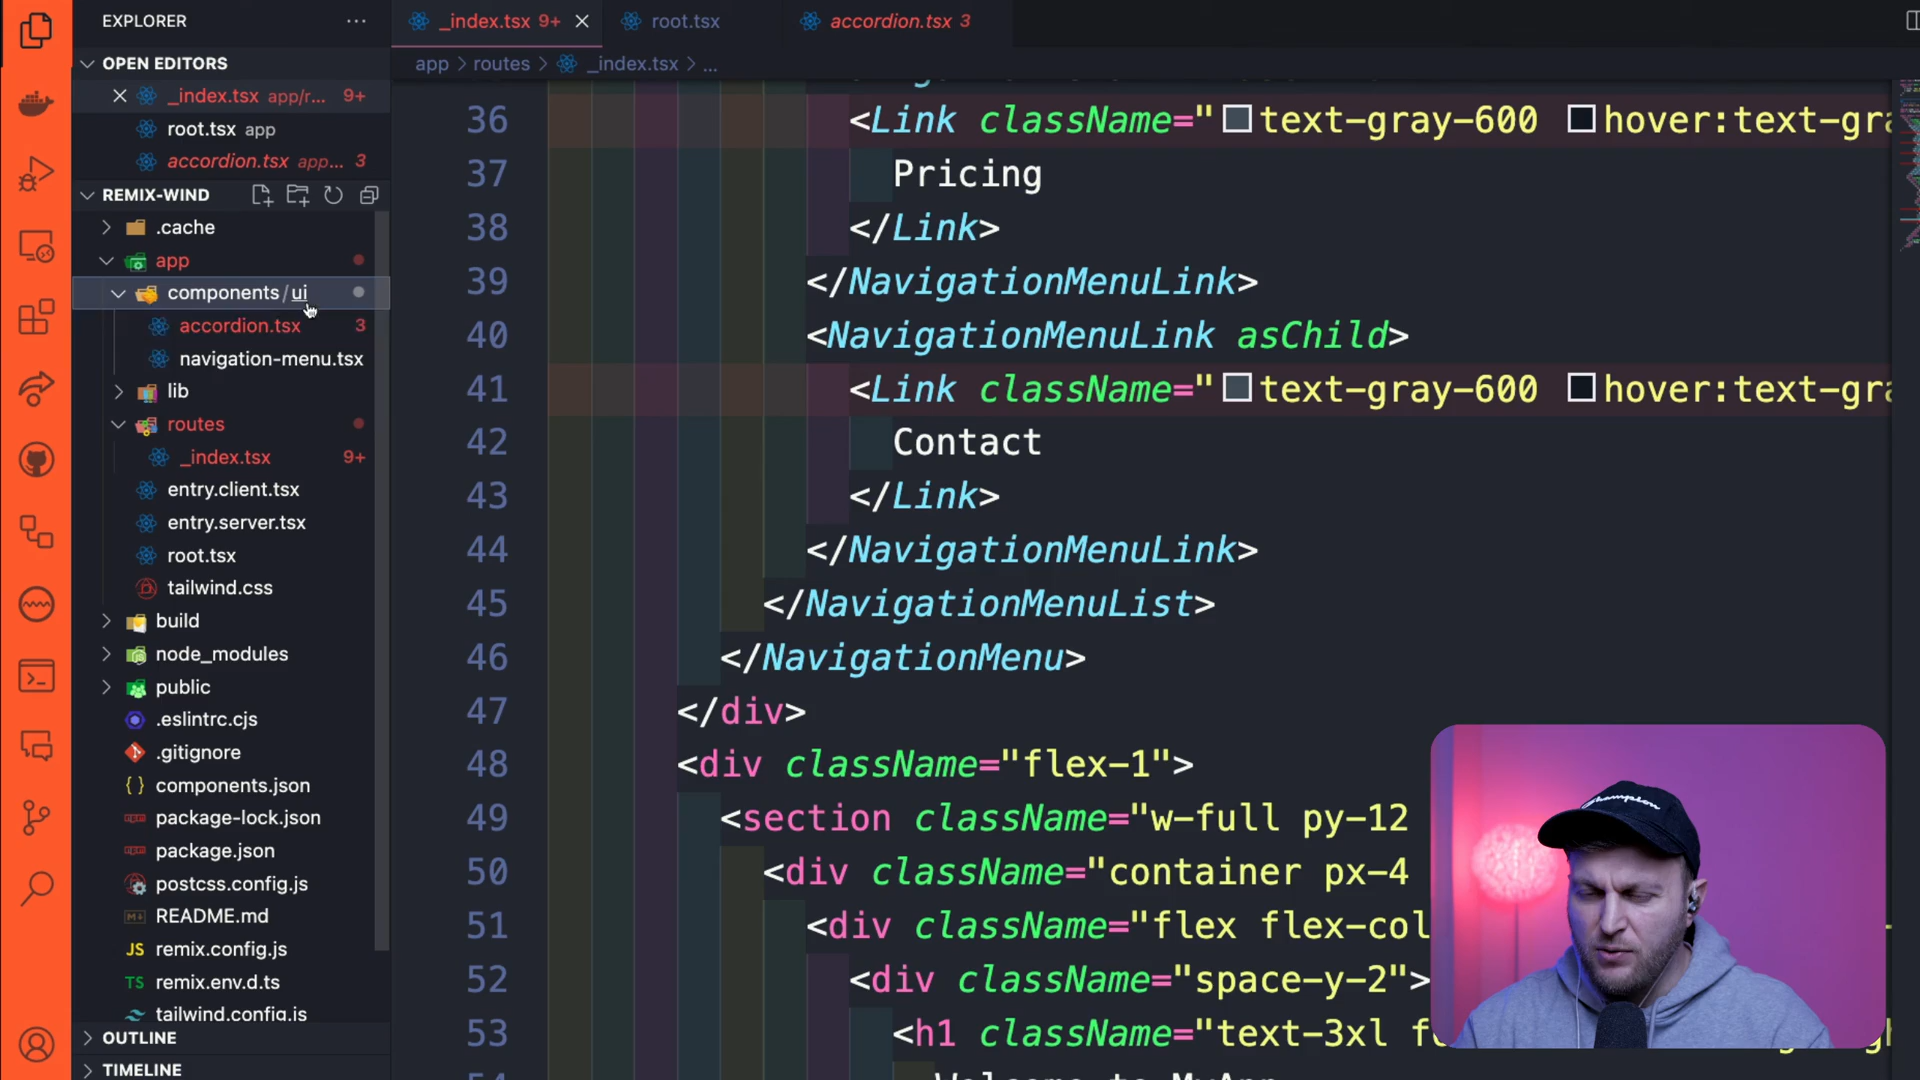 EXPLORER
OPEN EDITORS
_index.tsx app/r... 9+
root.tsx app
accordion.tsx app... 3
REMIX-WIND
.cache
app
components/ui
accordion.tsx 3
navigation-menu.tsx
lib
routes
_index.tsx 9+
entry.client.tsx
entry.server.tsx
root.tsx
tailwind.css
build
node_modules
public
.eslintrc.cjs
.gitignore
components.json
package-lock.json
package.json
postcss.config.js
README.md
remix.config.js
remix.env.d.ts
tailwind.config.js
OUTLINE
TIMELINE
_index.tsx 9+
root.tsx
accordion.tsx 3
app > routes > _index.tsx > ...
36 <Link className="text-gray-600 hover:text-gra
37 Pricing
38 </Link>
39 </NavigationMenuLink>
40 <NavigationMenuLink asChild>
41 <Link className="text-gray-600 hover:text-gra
42 Contact
43 </Link>
44 </NavigationMenuLink>
45 </NavigationMenuList>
46 </NavigationMenu>
47 </div>
48 <div className="flex-1">
49 <section className="w-full py-12
50 <div className="container px-4
51 <div className="flex flex-col
52 <div className="space-y-2">
53 <h1 className="text-3xl fo
Welcome to MyApp
Champion